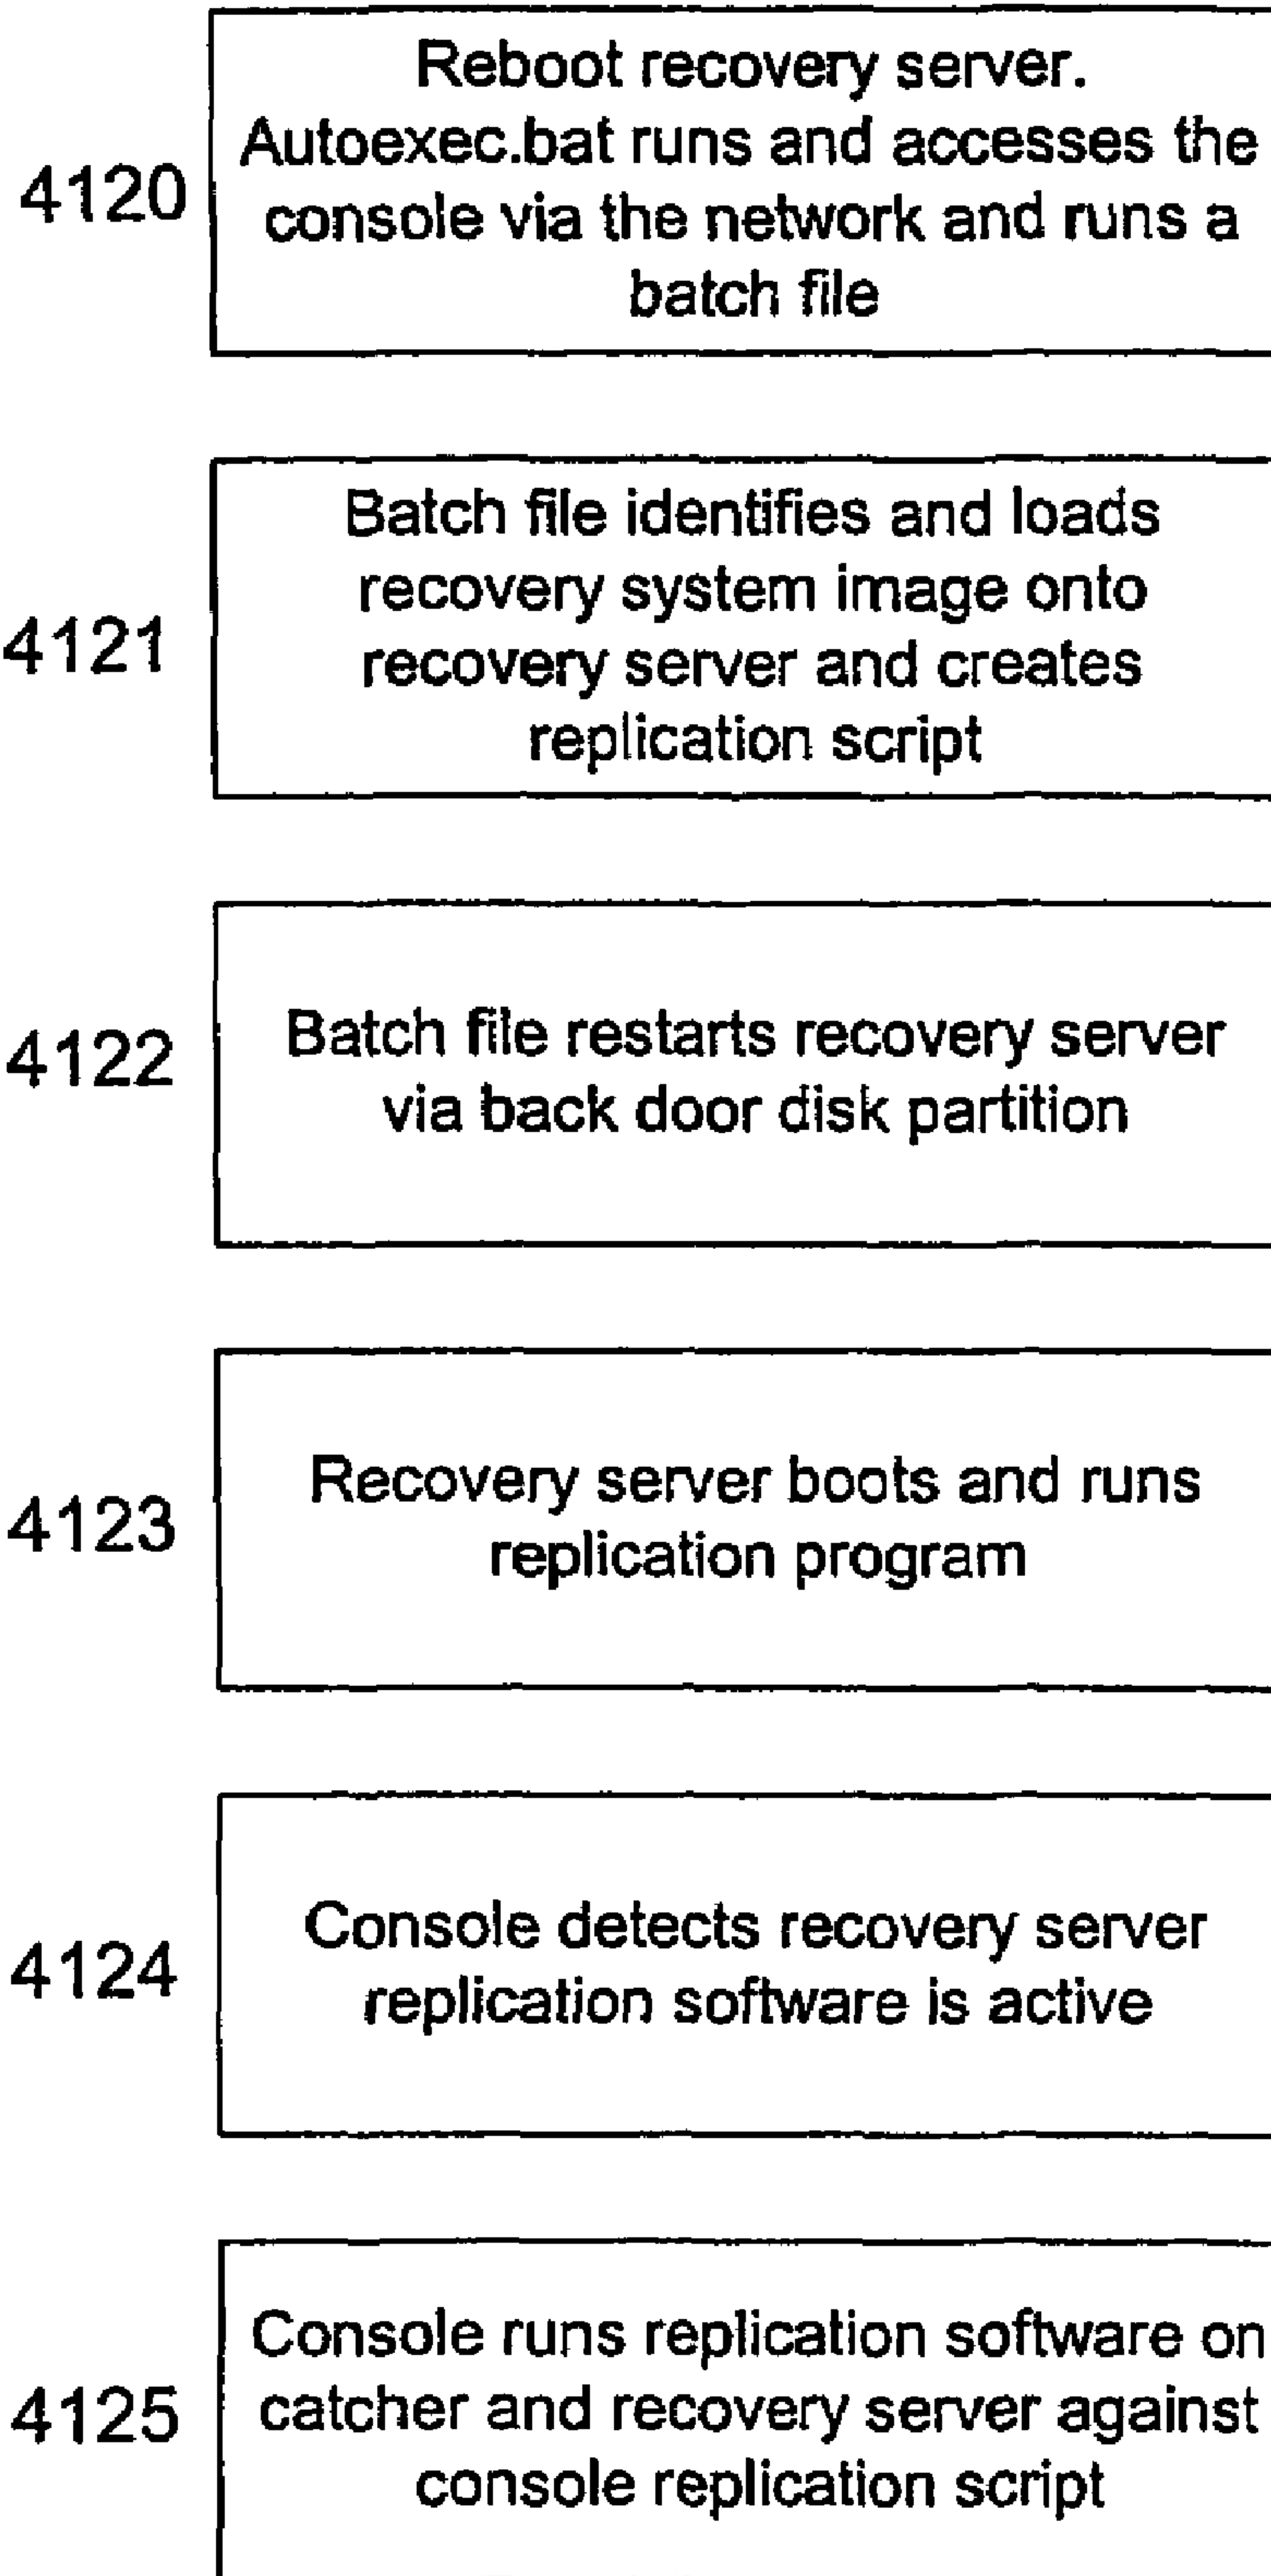 4120
Reboot recovery server.
Autoexec.bat runs and accesses the
console via the network and runs a
batch file
4121
Batch file identifies and loads
recovery system image onto
recovery server and creates
replication script
4122
Batch file restarts recovery server
via back door disk partition
4123
Recovery server boots and runs
replication program
4124
Console detects recovery server
replication software is active
4125
Console runs replication software on
catcher and recovery server against
console replication script